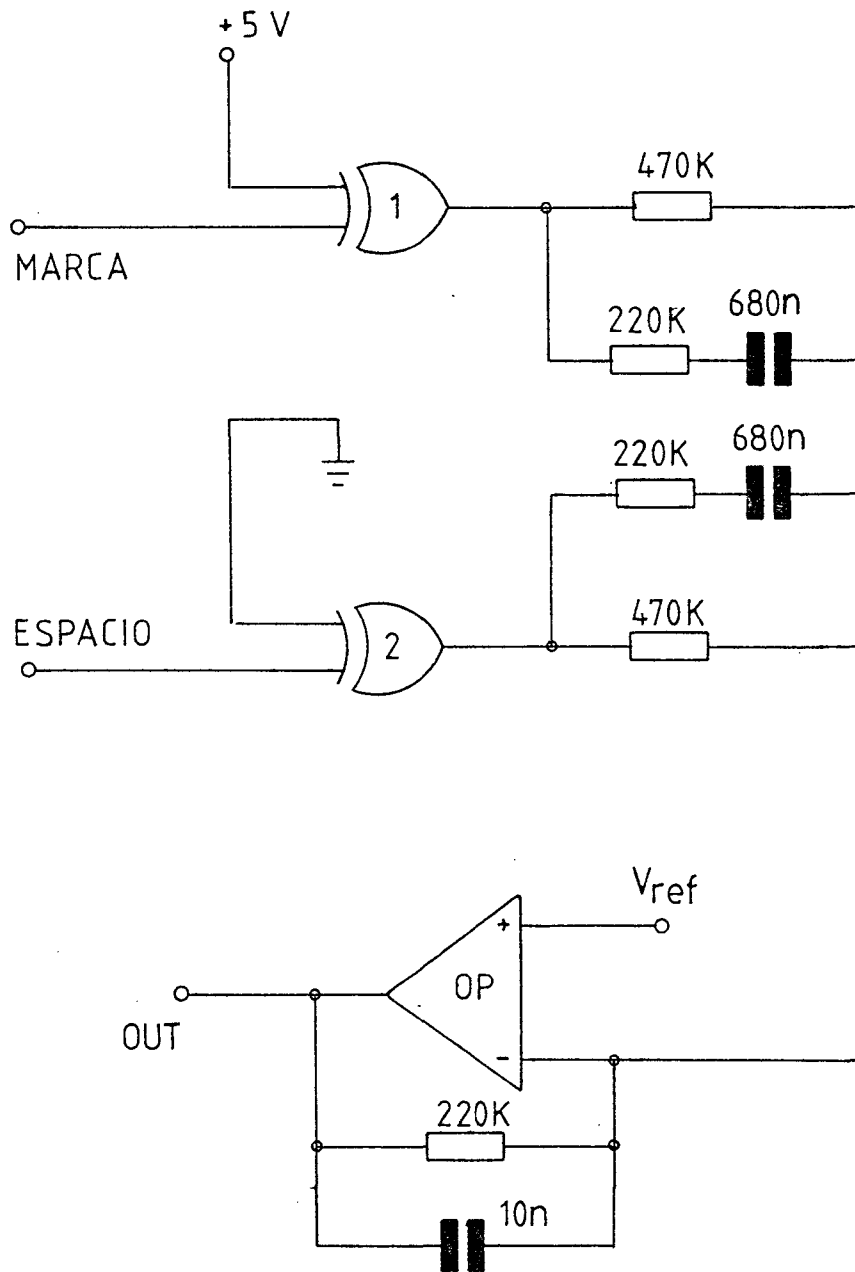 +5 V
1
470K
MARCA
220K
680n
220K
680n
ESPACIO
2
470K
Vref
+
OP
OUT
-
220K
10n